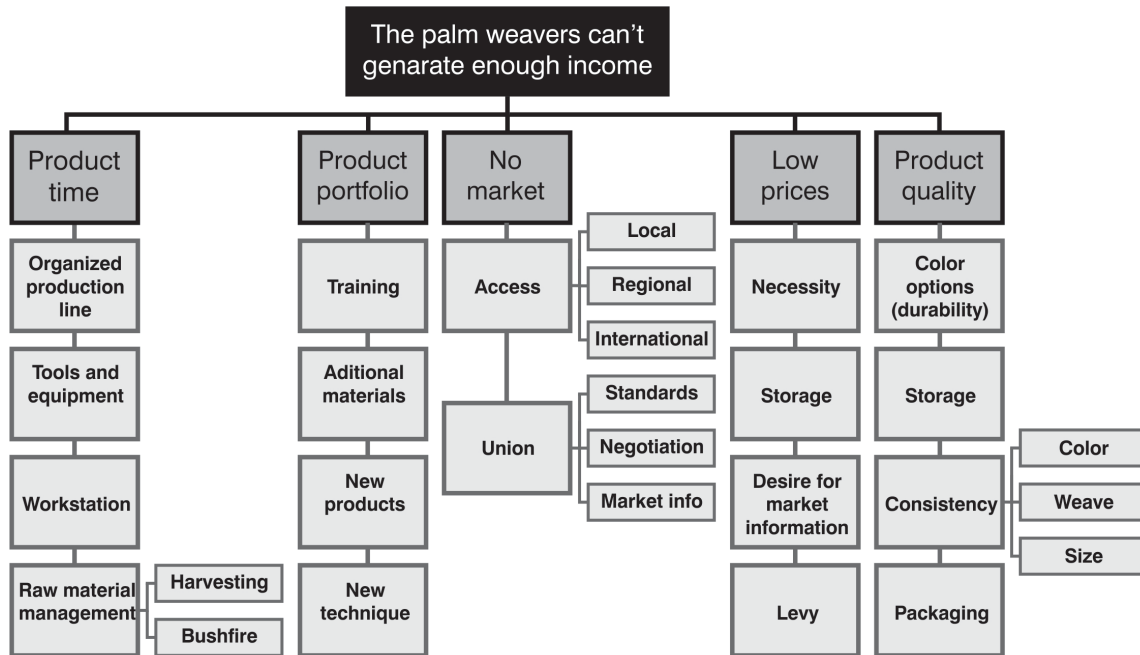 The palm weavers can't
genarate enough income
Product
time
Organized
production
line
Tools and
equipment
Workstation
Raw material
management
Harvesting
Bushfire
Product
portfolio
Training
Aditional
materials
New
products
New
technique
No
market
Access
Local
Regional
International
Union
Standards
Negotiation
Market info
Low
prices
Necessity
Storage
Desire for
market
information
Levy
Product
quality
Color
options
(durability)
Storage
Consistency
Color
Weave
Size
Packaging